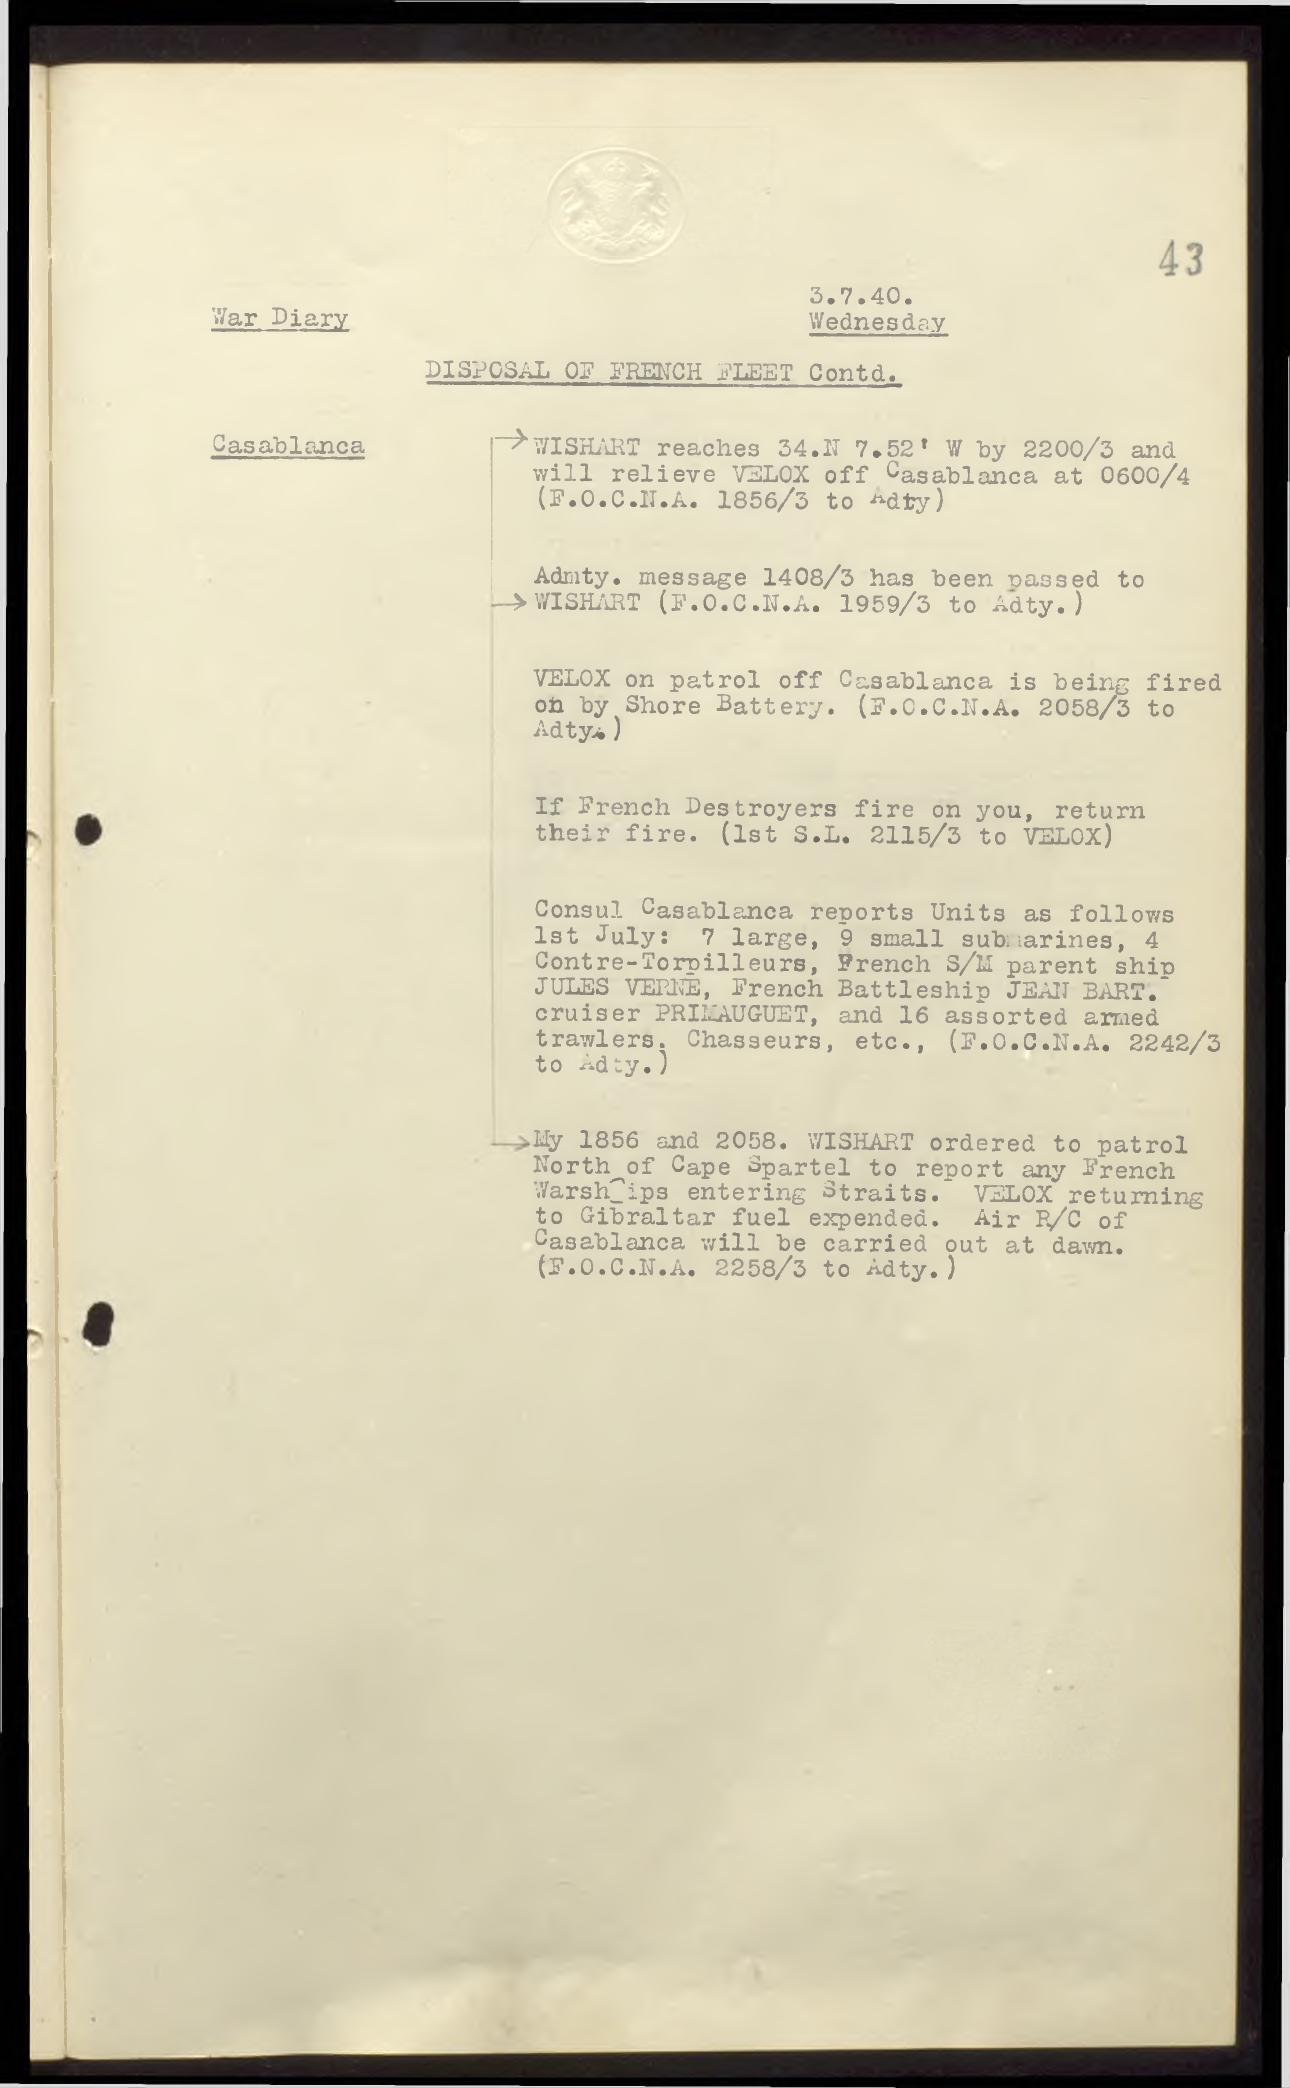 43
3.7.40.
War Diary
Wednesday
DISPOSAL OF FRENCH FLEET Contd.
Casablanca
WISHART reaches 34.N 7.52' W by 2200/3 and
will relieve VELOX off Casablanca at 0600/4
(F.O.C.N.A. 1856/3 to Adty)
Admty. message 1408/3 has been passed to
WISHART (F.O.C.N.A. 1959/3 to Adty.)
VELOX on patrol off Casablanca is being fired
on by Shore Battery. (F.O.C.N.A. 2058/3 to
Adty.)
If French Destroyers fire on you, return
their fire. (1st S.L. 2115/3 to VELOX)
Consul Casablanca reports Units as follows
1st July: 7 large, 9 small submarines, 4
Contre-Torpilleurs, French S/M parent ship
JULES VERNE, French Battleship JEAN BART.
cruiser PRIMAUGUET, and 16 assorted armed
trawlers. Chasseurs, etc., (F.O.C.N.A. 2242/3
to Adty.)
My 1856 and 2058. WISHART ordered to patrol
North of Cape Spartel to report any French
Warships entering Straits. VELOX returning
to Gibraltar fuel expended. Air R/C of
Casablanca will be carried out at dawn.
(F.O.C.N.A. 2258/3 to Adty.)